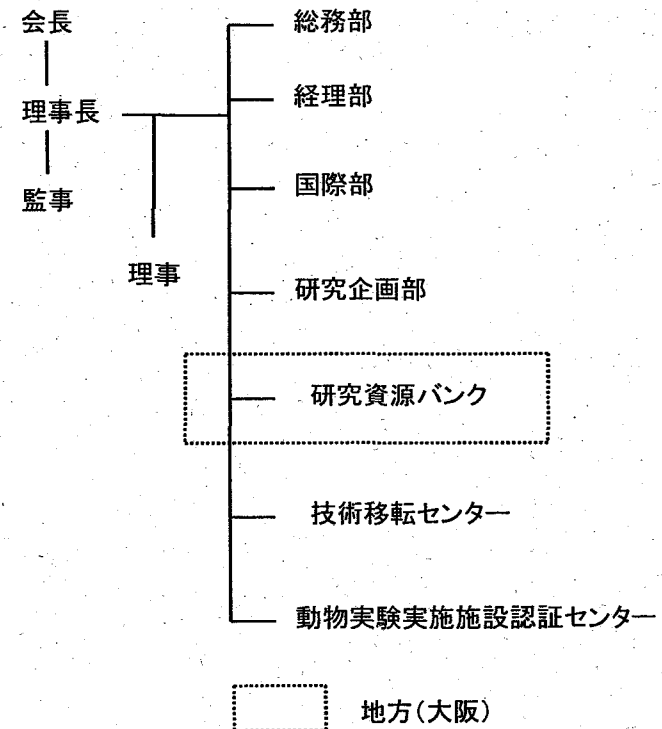 会長
総務部
経理部
理事長
国際部
監事
理事
研究企画部
研究資源バンク
技術移転センター
動物実験実施施設認証センター
地方(大阪)